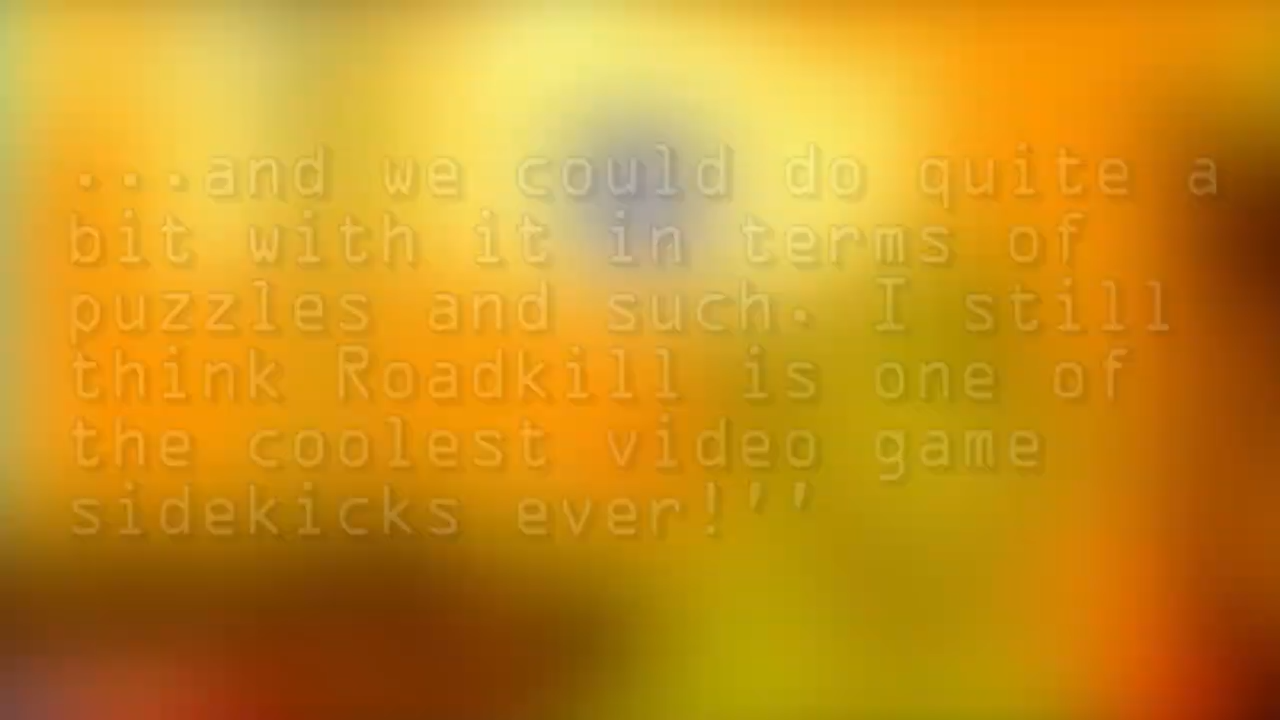 ...and we could do quite a
bit with it in terms of
puzzles and such. I still
think Roadkill is one of
the coolest video game
sidekicks ever!''